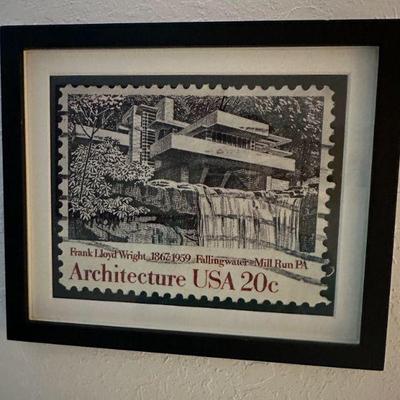 Frank Lloyd Wright 1867-1959 Fallingwater Mill Run PA
Architecture USA 20c